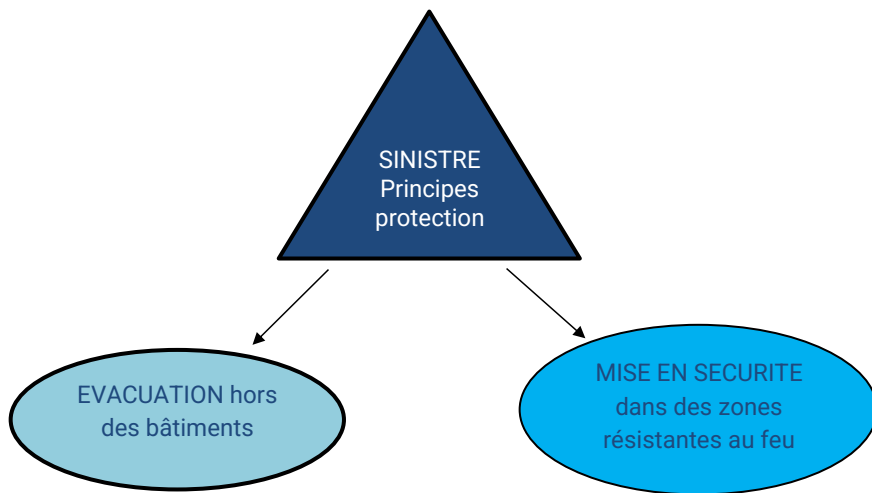 SINISTRE
Principes
protection
EVACUATION hors
des bâtiments
MISE EN SECURITE
dans des zones
résistantes au feu